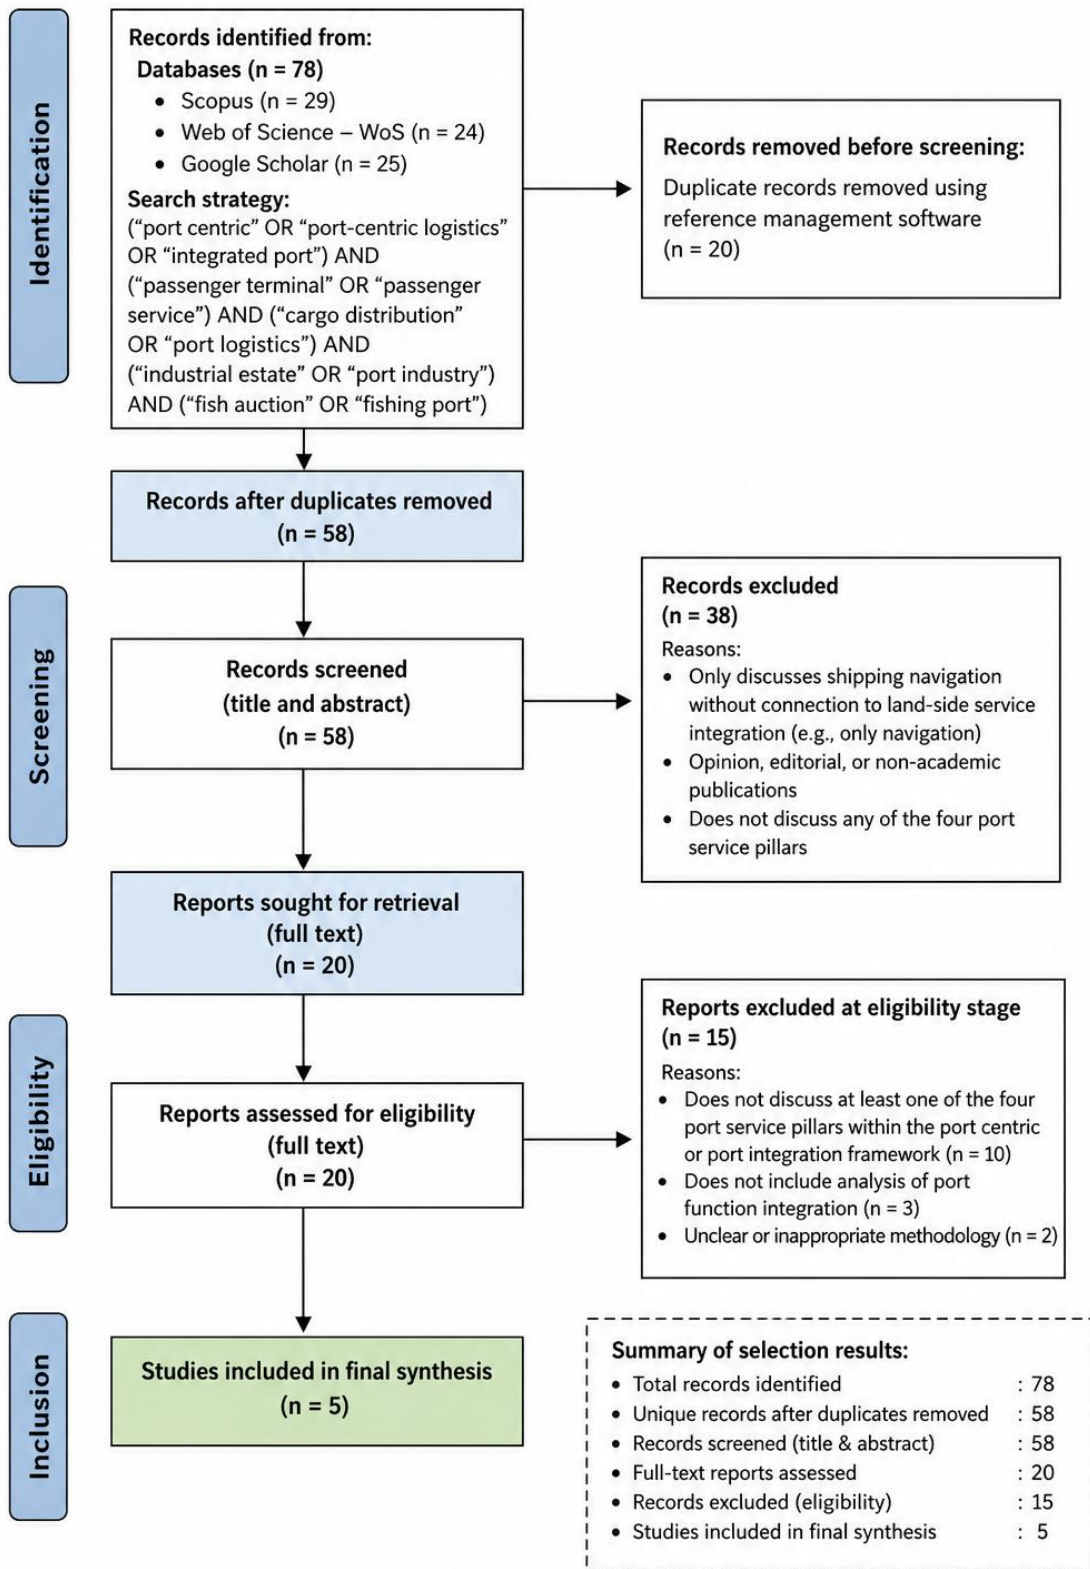 Identification
Records identified from:
Databases (n = 78)
• Scopus (n = 29)
• Web of Science – WoS (n = 24)
• Google Scholar (n = 25)
Search strategy:
(“port centric” OR “port-centric logistics”
OR “integrated port”) AND
(“passenger terminal” OR “passenger
service”) AND (“cargo distribution”
OR “port logistics”) AND
(“industrial estate” OR “port industry”)
AND (“fish auction” OR “fishing port”)
Records removed before screening:
Duplicate records removed using
reference management software
(n = 20)
Records after duplicates removed
(n = 58)
Screening
Records screened
(title and abstract)
(n = 58)
Records excluded
(n = 38)
Reasons:
• Only discusses shipping navigation
without connection to land-side service
integration (e.g., only navigation)
• Opinion, editorial, or non-academic
publications
• Does not discuss any of the four port
service pillars
Reports sought for retrieval
(full text)
(n = 20)
Eligibility
Reports assessed for eligibility
(full text)
(n = 20)
Reports excluded at eligibility stage
(n = 15)
Reasons:
• Does not discuss at least one of the four
port service pillars within the port centric
or port integration framework (n = 10)
• Does not include analysis of port
function integration (n = 3)
• Unclear or inappropriate methodology (n = 2)
Inclusion
Studies included in final synthesis
(n = 5)
Summary of selection results:
• Total records identified : 78
• Unique records after duplicates removed : 58
• Records screened (title & abstract) : 58
• Full-text reports assessed : 20
• Records excluded (eligibility) : 15
• Studies included in final synthesis : 5